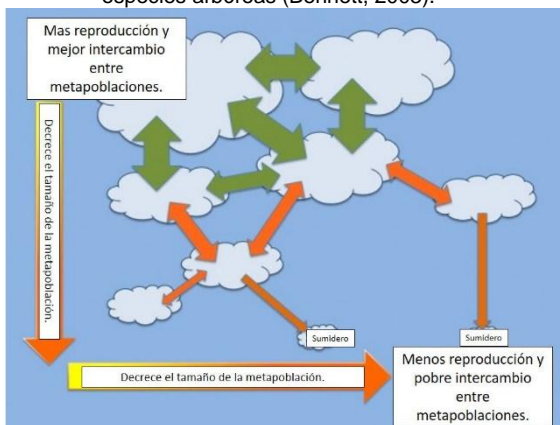 especies arbóreas (Bennett, 2003).
Mas reproducción y
mejor intercambio
entre
metapoblaciones.
Decrece el tamaño de la metapoblación.
Sumidero
Sumidero
Decrece el tamaño de la metapoblación.
Menos reproducción y
pobre intercambio
entre
metapoblaciones.